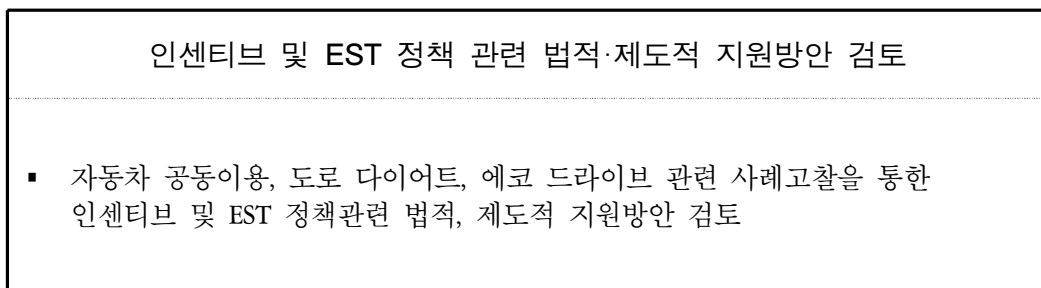 인센티브 및 EST 정책 관련 법적·제도적 지원방안 검토
▪ 자동차 공동이용, 도로 다이어트, 에코 드라이브 관련 사례고찰을 통한
인센티브 및 EST 정책관련 법적, 제도적 지원방안 검토